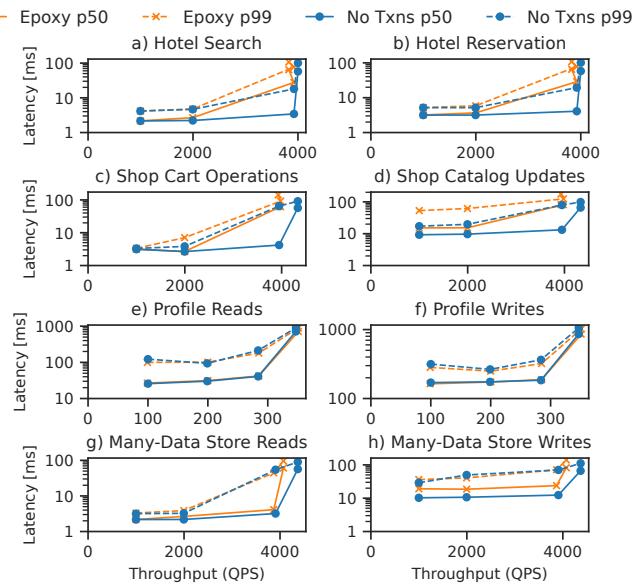 Epoxy p50 Epoxy p99 No Txns p50 No Txns p99
a) Hotel Search b) Hotel Reservation
Latency [ms]
100
10
1
0 2000 4000
100
10
1
0 2000 4000
c) Shop Cart Operations d) Shop Catalog Updates
Latency [ms]
100
10
1
0 2000 4000
100
10
1
0 2000 4000
e) Profile Reads f) Profile Writes
Latency [ms]
1000
100
10
0 100 200 300
1000
100
0 100 200 300
g) Many-Data Store Reads h) Many-Data Store Writes
Latency [ms]
100
10
1
0 2000 4000
100
10
1
0 2000 4000
Throughput (QPS) Throughput (QPS)